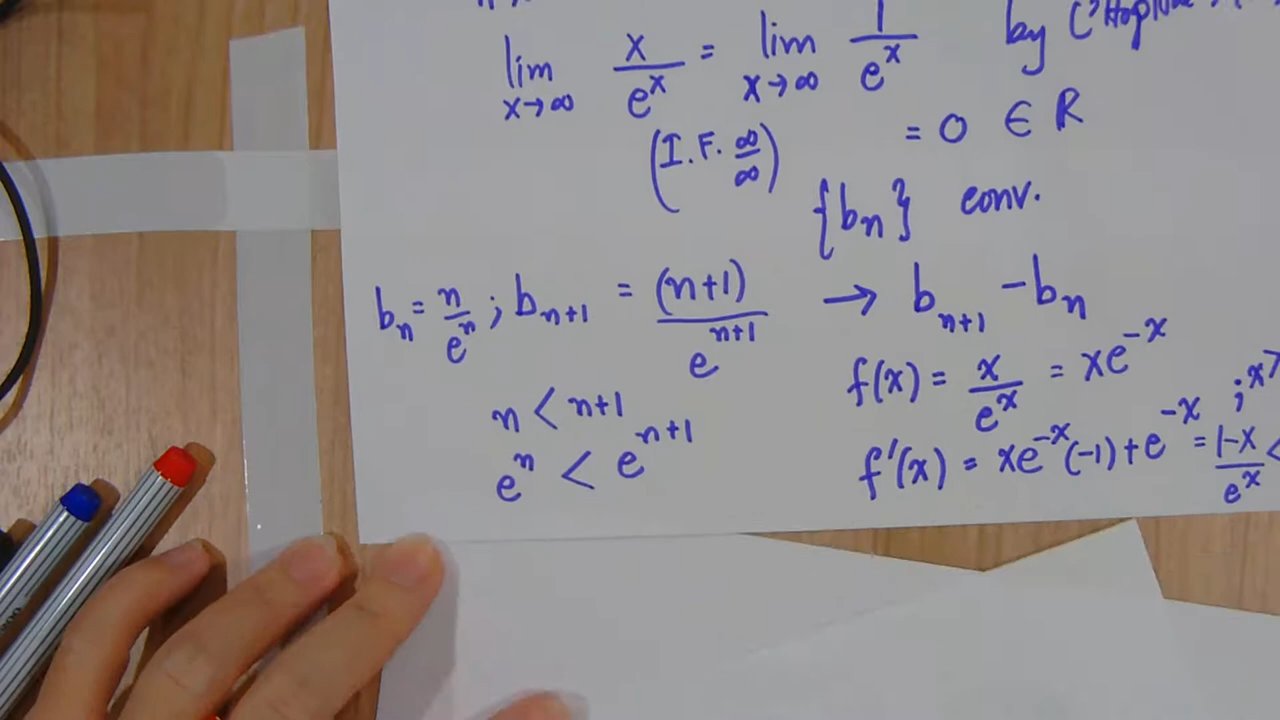 lim x→∞ x/e^x = lim x→∞ 1/e^x by L'Hopital
(I.F. ∞/∞) = 0 ∈ R
{bn} conv.
bn = n/e^n ; bn+1 = (n+1)/e^(n+1) → bn+1 - bn
f(x) = x/e^x = xe^-x ; x>
n < n+1
f'(x) = xe^-x(-1)+e^-x = 1-x/e^x <
e^n < e^n+1